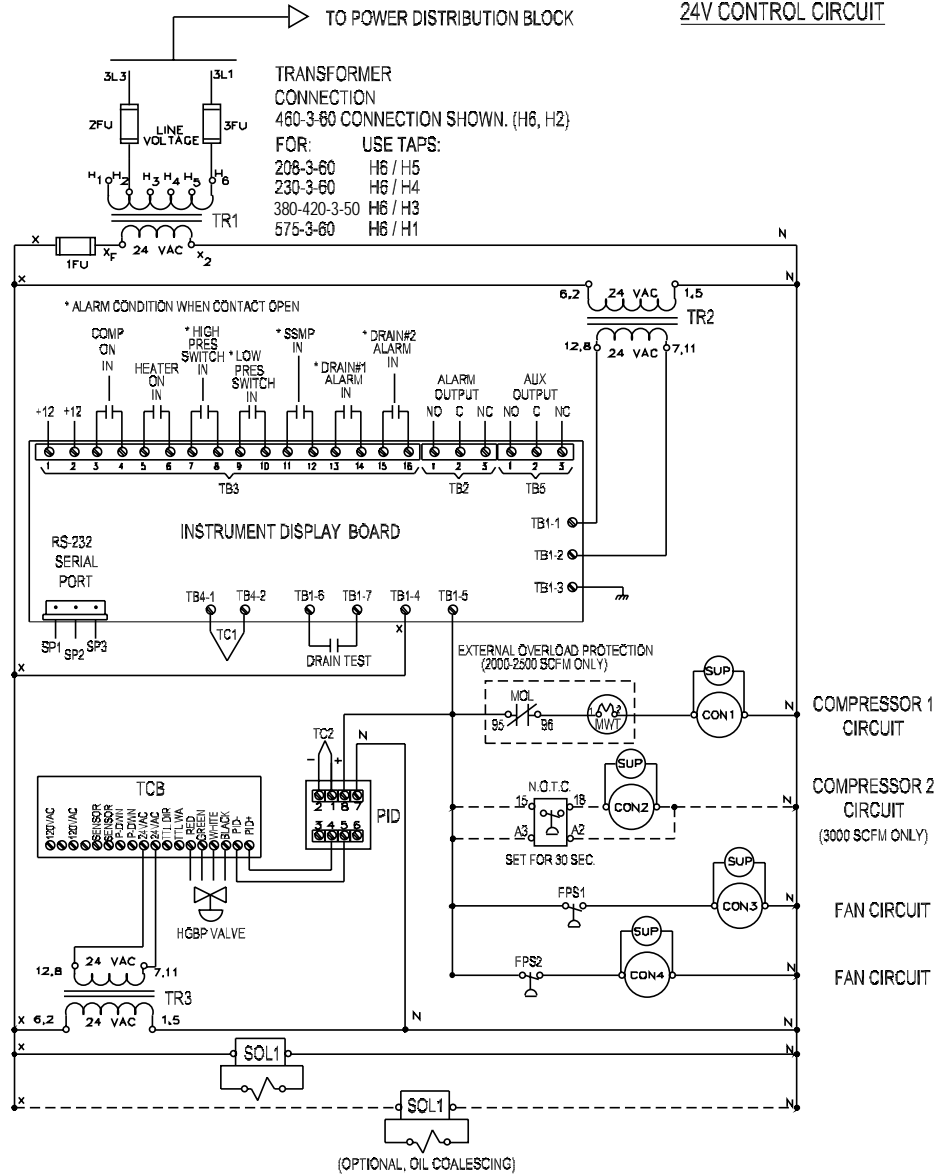 24V CONTROL CIRCUIT
TO POWER DISTRIBUTION BLOCK
3L3
3L1
2FU
LINE
VOLTAGE
3FU
TRANSFORMER
CONNECTION
460-3-60 CONNECTION SHOWN. (H6, H2)
FOR: USE TAPS:
208-3-60 H6 / H5
230-3-60 H6 / H4
380-420-3-50 H6 / H3
575-3-60 H6 / H1
H1 H2 H3 H4 H5 H6
TR1
X
1FU
XF
24 VAC
X2
N
X
N
6,2
24 VAC
1,5
TR2
12,8
24 VAC
7,11
* ALARM CONDITION WHEN CONTACT OPEN
COMP
ON
IN
HEATER
ON
IN
* HIGH
PRES
SWITCH
IN
* LOW
PRES
SWITCH
IN
* SSMP
IN
* DRAIN#1
ALARM
IN
* DRAIN#2
ALARM
IN
ALARM
OUTPUT
AUX
OUTPUT
+12 +12
NO C NC
NO C NC
1 2 3 4 5 6 7 8 9 10 11 12 13 14 15 16
1 2 3
1 2 3
TB3
TB2
TB5
INSTRUMENT DISPLAY BOARD
TB1-1
TB1-2
TB1-3
RS-232
SERIAL
PORT
SP1
SP2
SP3
TB4-1
TB4-2
TB1-6
TB1-7
TB1-4
TB1-5
TC1
DRAIN TEST
X
X
EXTERNAL OVERLOAD PROTECTION
(2000-2500 SCFM ONLY)
MOL
95
96
1
2
MWT
SUP
CON1
N
COMPRESSOR 1
CIRCUIT
TC2
-
+
N
2 1 8 7
3 4 5 6
PID
TCB
120VAC
120VAC
SENSOR
SENSOR
P-DWN
P-DWN
24VAC
24VAC
TTL DIR
TTL WA
RED
GREEN
WHITE
BLACK
PID-
PID+
HGBP VALVE
N.O.T.C.
15
18
A3
A2
SET FOR 30 SEC.
SUP
CON2
N
COMPRESSOR 2
CIRCUIT
(3000 SCFM ONLY)
FPS1
SUP
CON3
N
FAN CIRCUIT
FPS2
SUP
CON4
N
FAN CIRCUIT
12,8
24 VAC
7,11
TR3
X
6,2
24 VAC
1,5
N
N
X
SOL1
N
X
SOL1
N
(OPTIONAL, OIL COALESCING)